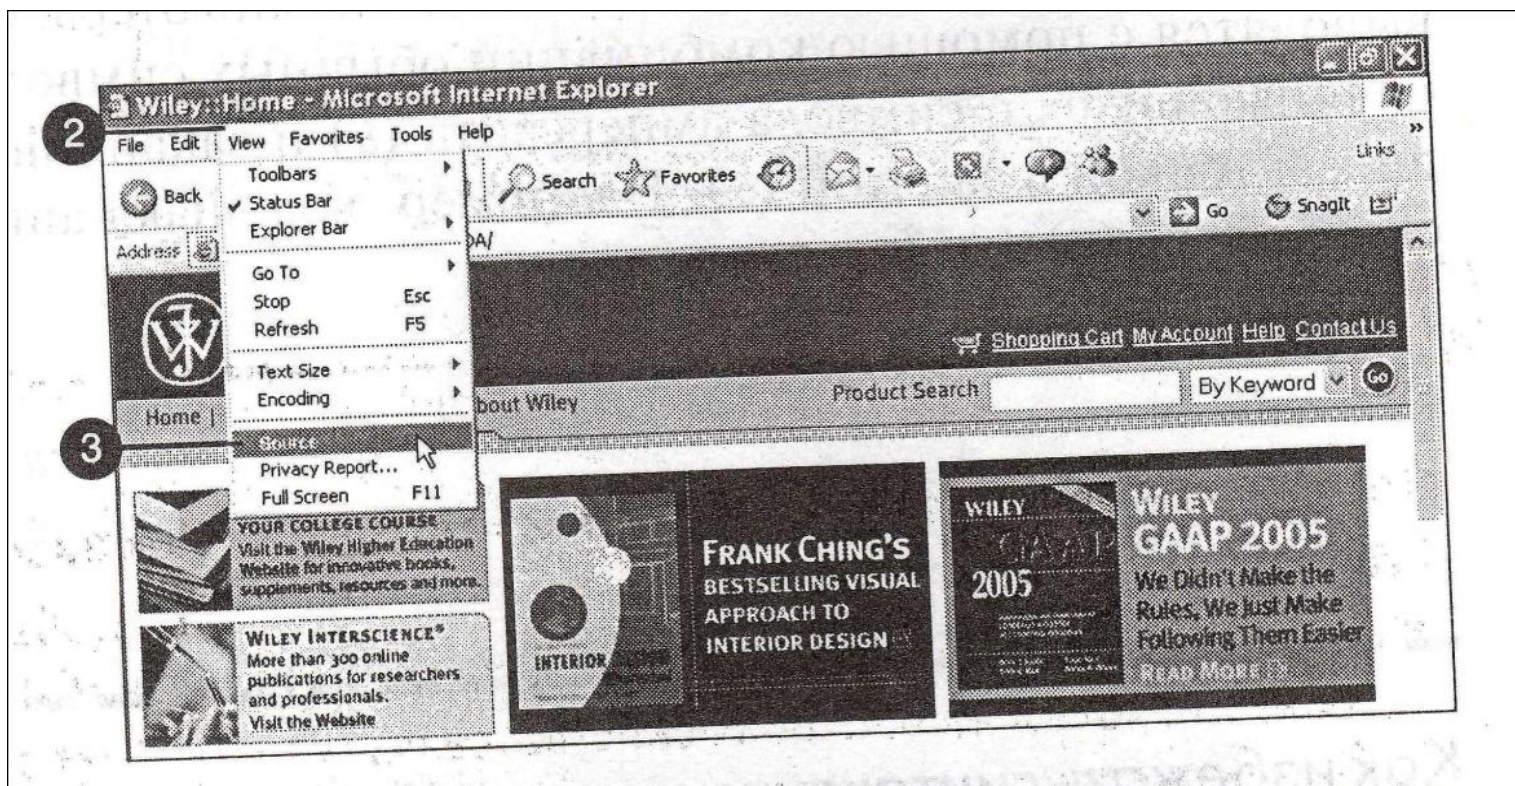 Wiley::Home - Microsoft Internet Explorer
2
File Edit View Favorites Tools Help
Back
Search Favorites
Links
Address
DA/
Go SnagIt
Toolbars
Status Bar
Explorer Bar
Go To
Stop Esc
Refresh F5
Text Size
Encoding
3
Source
Privacy Report...
Full Screen F11
Shopping Cart My Account Help Contact Us
Home |
bout Wiley
Product Search By Keyword GO
YOUR COLLEGE COURSE
Visit the Wiley Higher Education
Website for innovative books,
supplements, resources and more.
WILEY INTERSCIENCE®
More than 300 online
publications for researchers
and professionals.
Visit the Website
INTERIOR
FRANK CHING'S
BESTSELLING VISUAL
APPROACH TO
INTERIOR DESIGN
WILEY
GAAP
2005
WILEY
GAAP 2005
We Didn't Make the
Rules, We Just Make
Following Them Easier
READ MORE